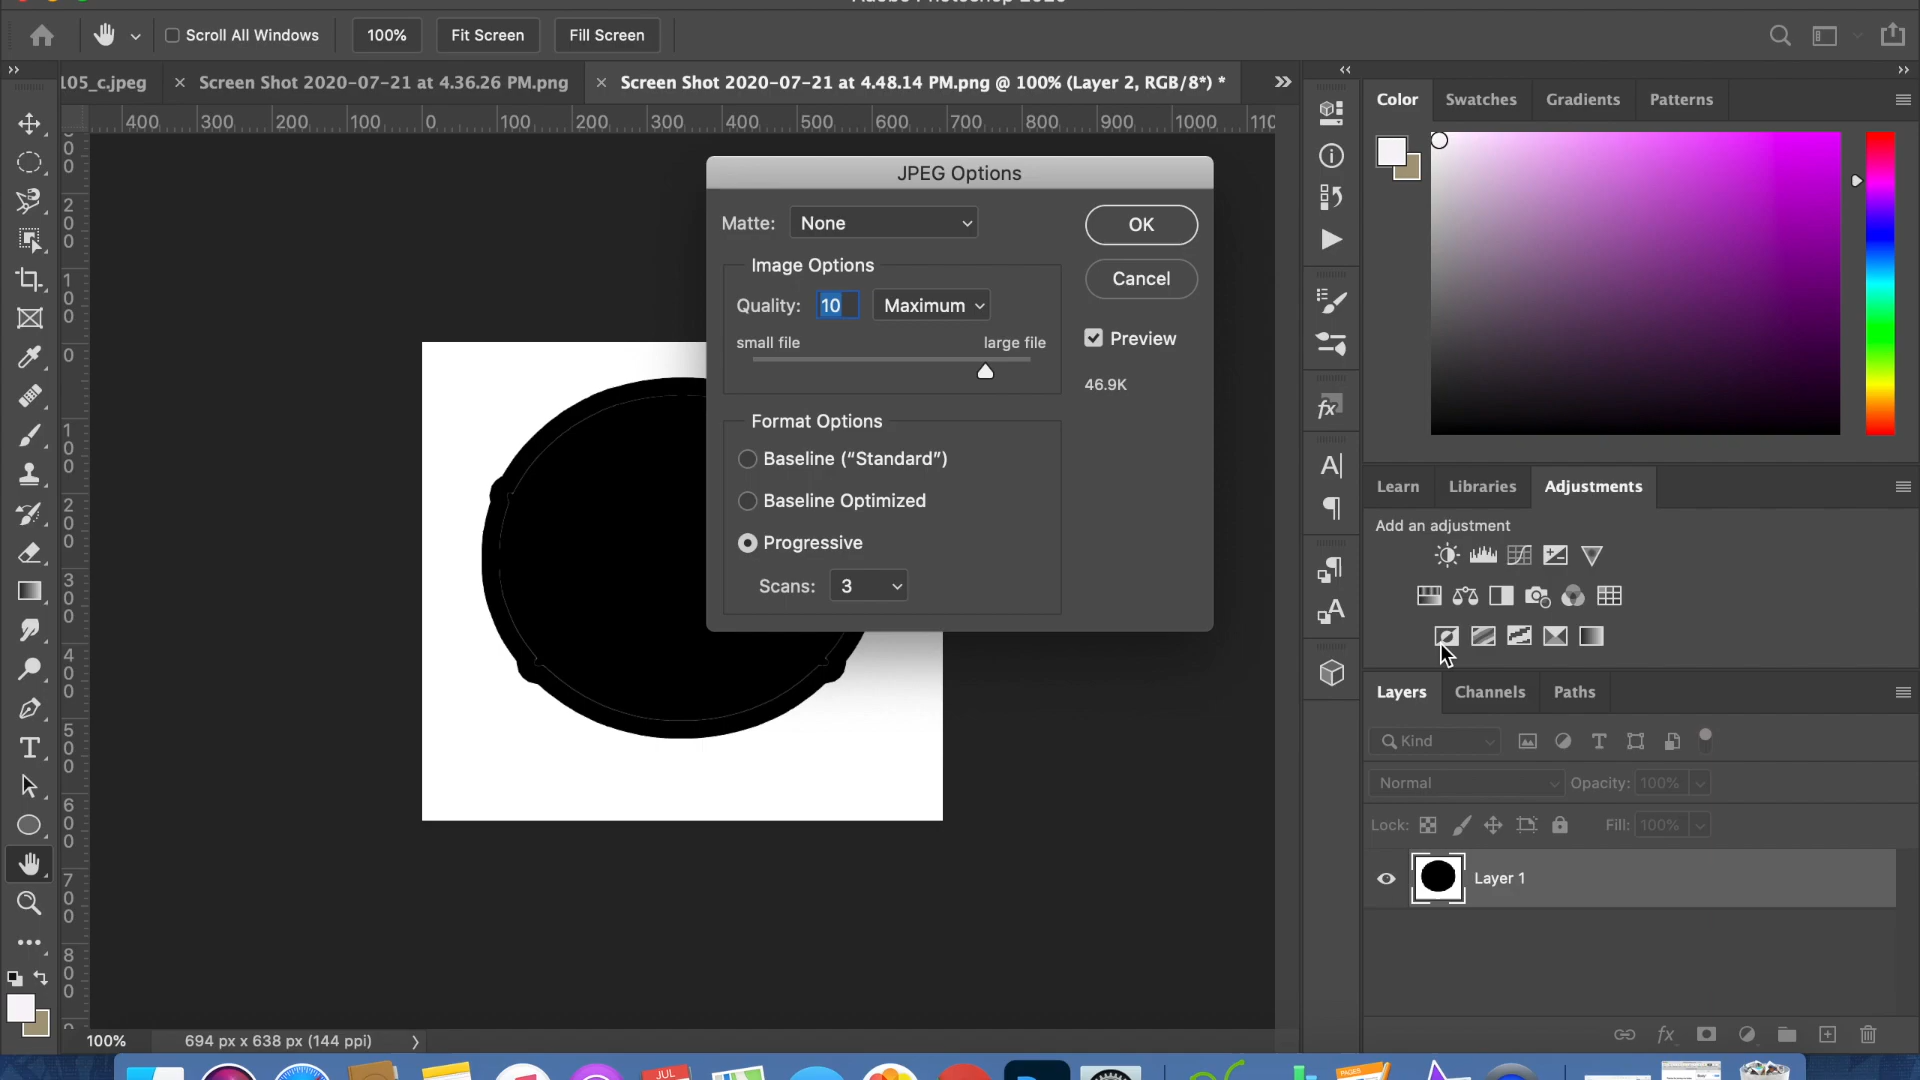 Scroll All Windows
100%
Fit Screen
Fill Screen
105_c.jpeg
Screen Shot 2020-07-21 at 4.36.26 PM.png
Screen Shot 2020-07-21 at 4.48.14 PM.png @ 100% (Layer 2, RGB/8*) *
400 300 200 100 0 100 200 300 400 500 600 700 800 900 1000
JPEG Options
Matte: None
OK
Cancel
Image Options
Quality: 10 Maximum
small file large file
Preview
46.9K
Format Options
Baseline (“Standard”)
Baseline Optimized
Progressive
Scans: 3
Color Swatches Gradients Patterns
Learn Libraries Adjustments
Add an adjustment
Layers Channels Paths
Kind
Normal Opacity: 100%
Lock: Fill: 100%
Layer 1
fx
100% 694 px x 638 px (144 ppi)
JUL
PAGES